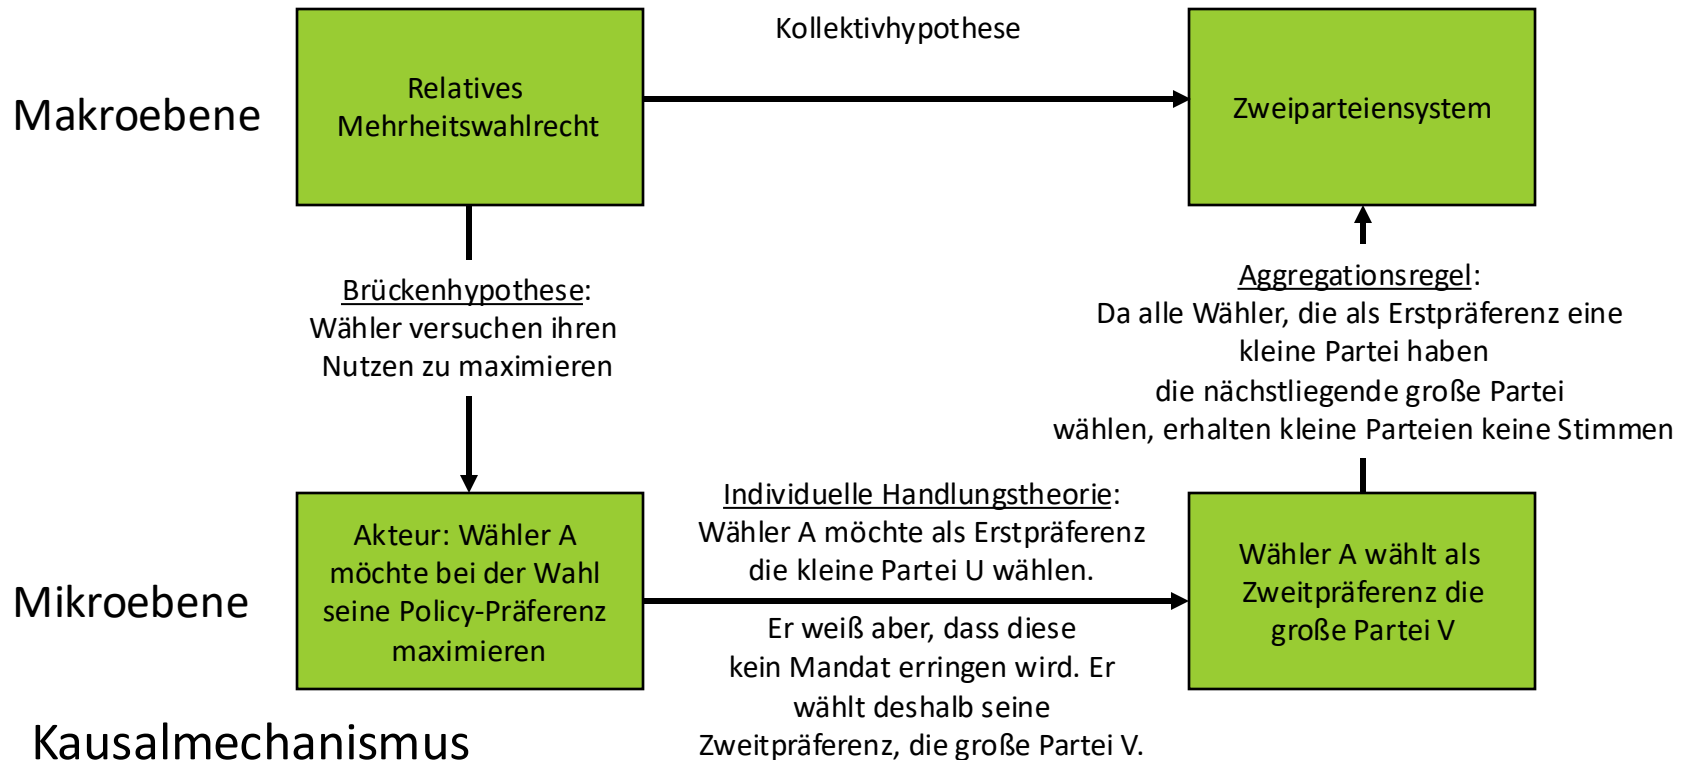 Kollektivhypothese
Makroebene
Relatives
Mehrheitswahlrecht
Zweiparteiensystem
Brückenhypothese:
Wähler versuchen ihren
Nutzen zu maximieren
Aggregationsregel:
Da alle Wähler, die als Erstpräferenz eine
kleine Partei haben
die nächstliegende große Partei
wählen, erhalten kleine Parteien keine Stimmen
Mikroebene
Akteur: Wähler A
möchte bei der Wahl
seine Policy-Präferenz
maximieren
Individuelle Handlungstheorie:
Wähler A möchte als Erstpräferenz
die kleine Partei U wählen.
Er weiß aber, dass diese
kein Mandat erringen wird. Er
wählt deshalb seine
Zweitpräferenz, die große Partei V.
Wähler A wählt als
Zweitpräferenz die
große Partei V
Kausalmechanismus